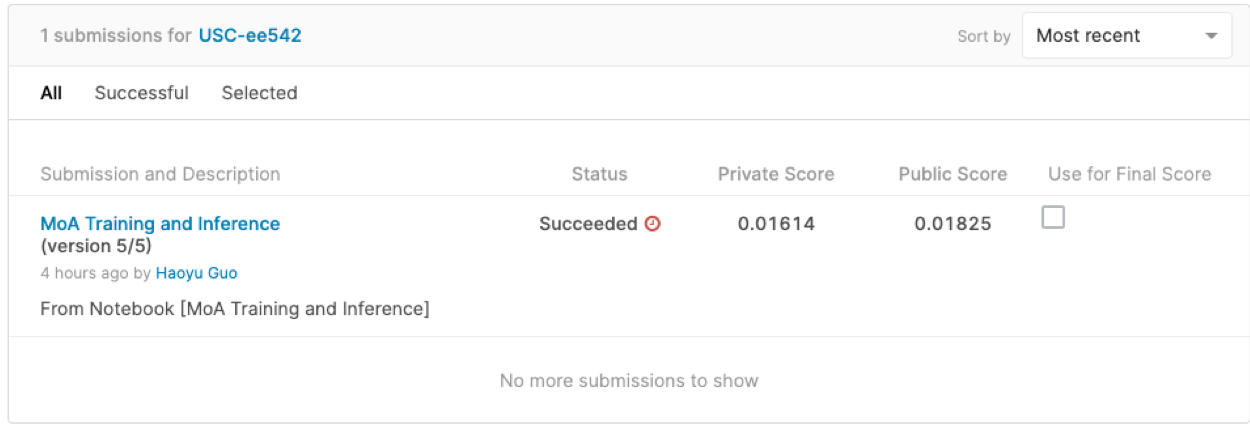 1 submissions for USC-ee542 Sort by Most recent
All Successful Selected
Submission and Description Status Private Score Public Score Use for Final Score
MoA Training and Inference Succeeded 0.01614 0.01825
(version 5/5)
4 hours ago by Haoyu Guo
From Notebook [MoA Training and Inference]
No more submissions to show